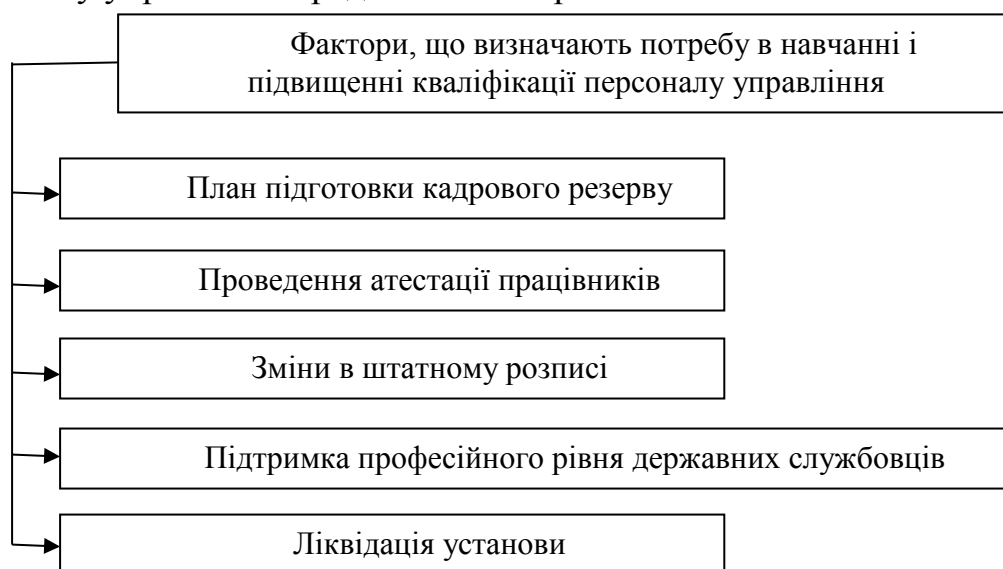 Фактори, що визначають потребу в навчанні і
підвищенні кваліфікації персоналу управління
План підготовки кадрового резерву
Проведення атестації працівників
Зміни в штатному розписі
Підтримка професійного рівня державних службовців
Ліквідація установи